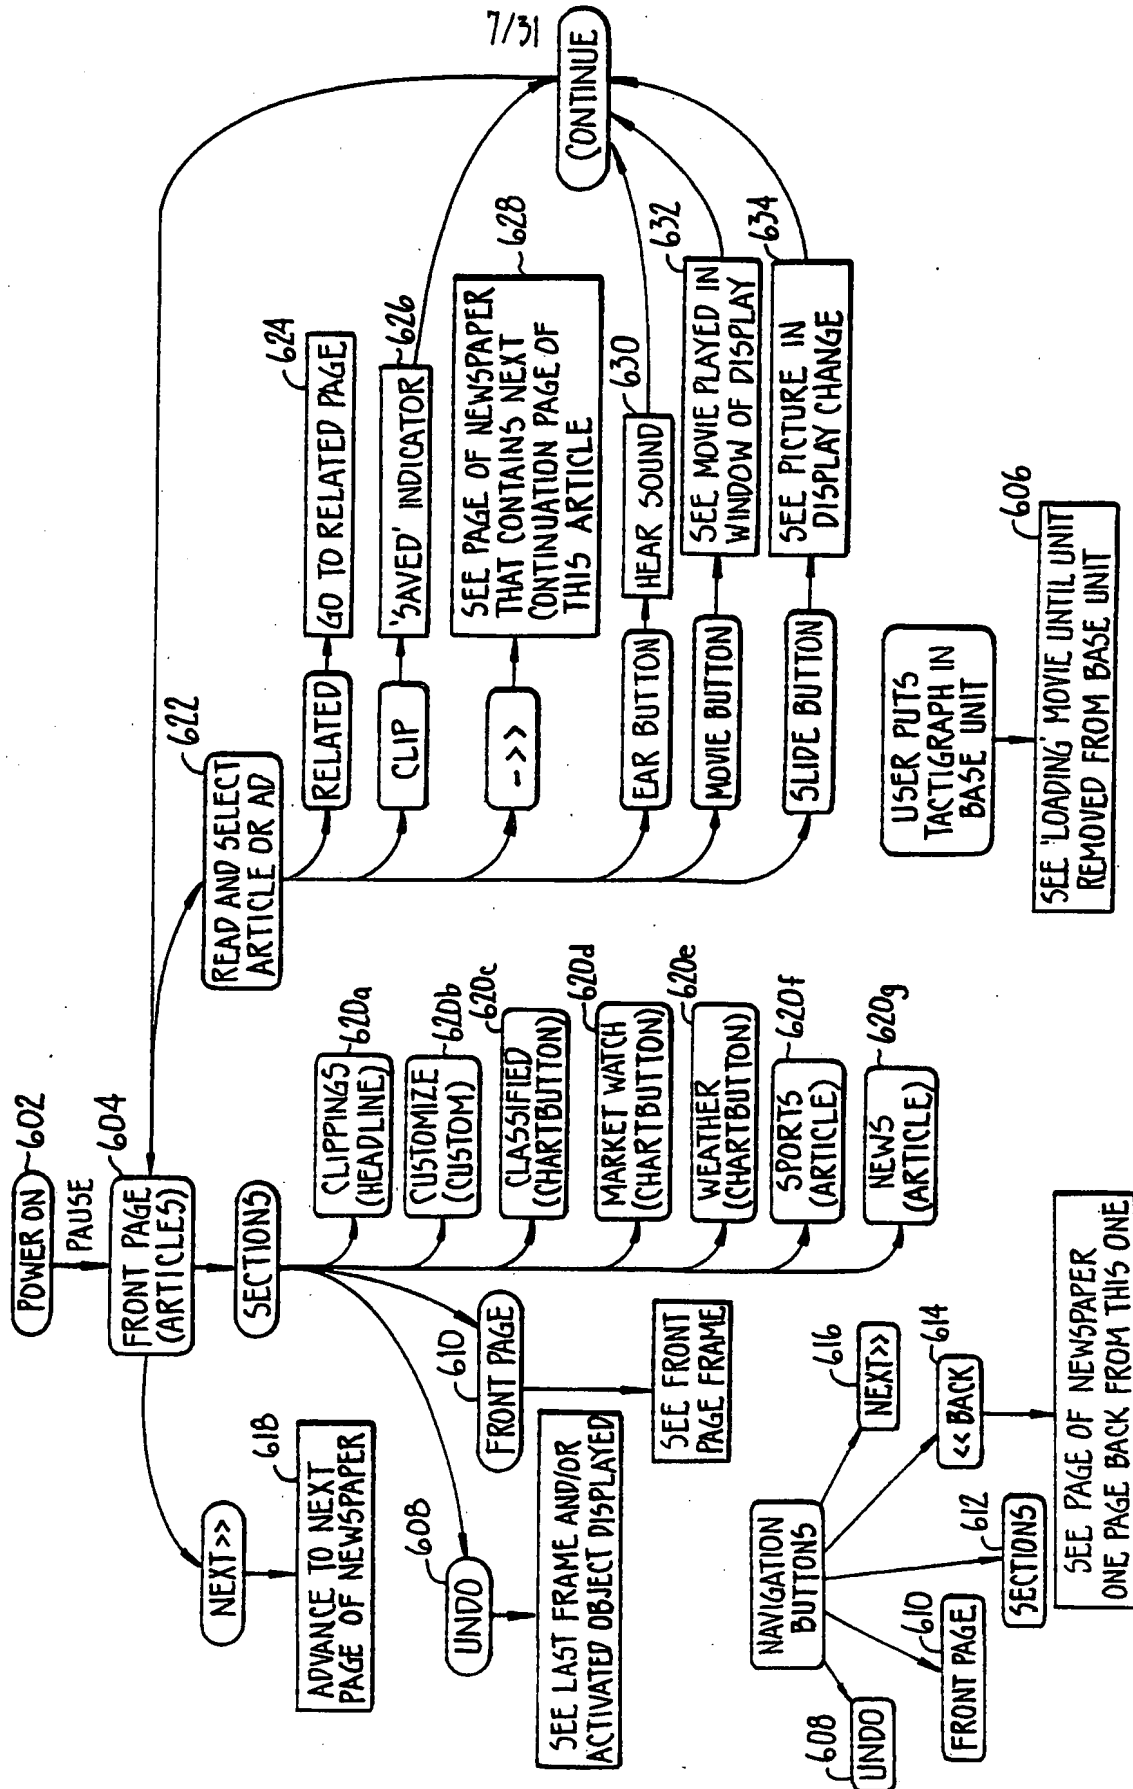 7/31
POWER ON
602
PAUSE
FRONT PAGE
(ARTICLES)
604
NEXT>>
ADVANCE TO NEXT
PAGE OF NEWSPAPER
618
SECTIONS
UNDO
608
SEE LAST FRAME AND/OR
ACTIVATED OBJECT DISPLAYED
FRONT PAGE
610
SEE FRONT
PAGE FRAME
CLIPPINGS
(HEADLINE)
620a
CUSTOMIZE
(CUSTOM)
620b
CLASSIFIED
(CHARTBUTTON)
620c
MARKET WATCH
(CHARTBUTTON)
620d
WEATHER
(CHARTBUTTON)
620e
SPORTS
(ARTICLE)
620f
NEWS
(ARTICLE)
620g
READ AND SELECT
ARTICLE OR AD
622
RELATED
GO TO RELATED PAGE
624
CLIP
'SAVED' INDICATOR
626
->>
SEE PAGE OF NEWSPAPER
THAT CONTAINS NEXT
CONTINUATION PAGE OF
THIS ARTICLE
628
EAR BUTTON
HEAR SOUND
630
MOVIE BUTTON
SEE MOVIE PLAYED IN
WINDOW OF DISPLAY
632
SLIDE BUTTON
SEE PICTURE IN
DISPLAY CHANGE
634
CONTINUE
NAVIGATION
BUTTONS
608
UNDO
FRONT PAGE
610
SECTIONS
612
<< BACK
614
NEXT>>
616
SEE PAGE OF NEWSPAPER
ONE PAGE BACK FROM THIS ONE
USER PUTS
TACTIGRAPH IN
BASE UNIT
SEE 'LOADING' MOVIE UNTIL UNIT
REMOVED FROM BASE UNIT
606